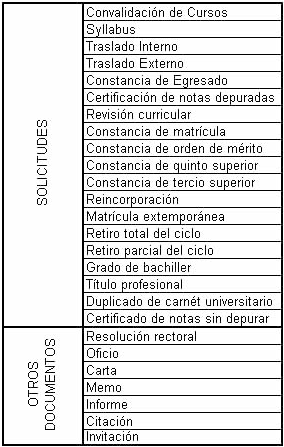 SOLICITUDES
Convalidación de Cursos
Syllabus
Traslado Interno
Traslado Externo
Constancia de Egresado
Certificación de notas depuradas
Revisión curricular
Constancia de matrícula
Constancia de orden de mérito
Constancia de quinto superior
Constancia de tercio superior
Reincorporación
Matrícula extemporánea
Retiro total del ciclo
Retiro parcial del ciclo
Grado de bachiller
Título profesional
Duplicado de carnét universitario
Certificado de notas sin depurar
OTROS
DOCUMENTOS
Resolución rectoral
Oficio
Carta
Memo
Informe
Citación
Invitación